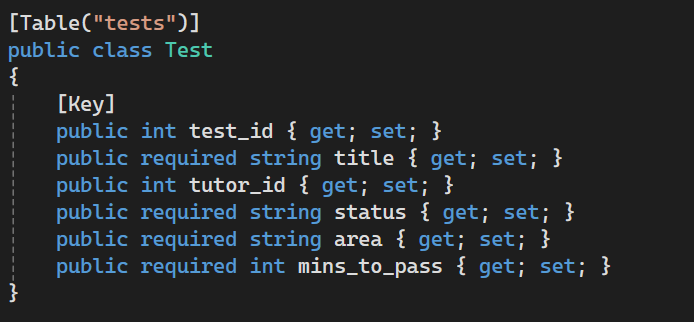 [Table("tests")]
public class Test
{
[Key]
public int test_id { get; set; }
public required string title { get; set; }
public int tutor_id { get; set; }
public required string status { get; set; }
public required string area { get; set; }
public required int mins_to_pass { get; set; }
}